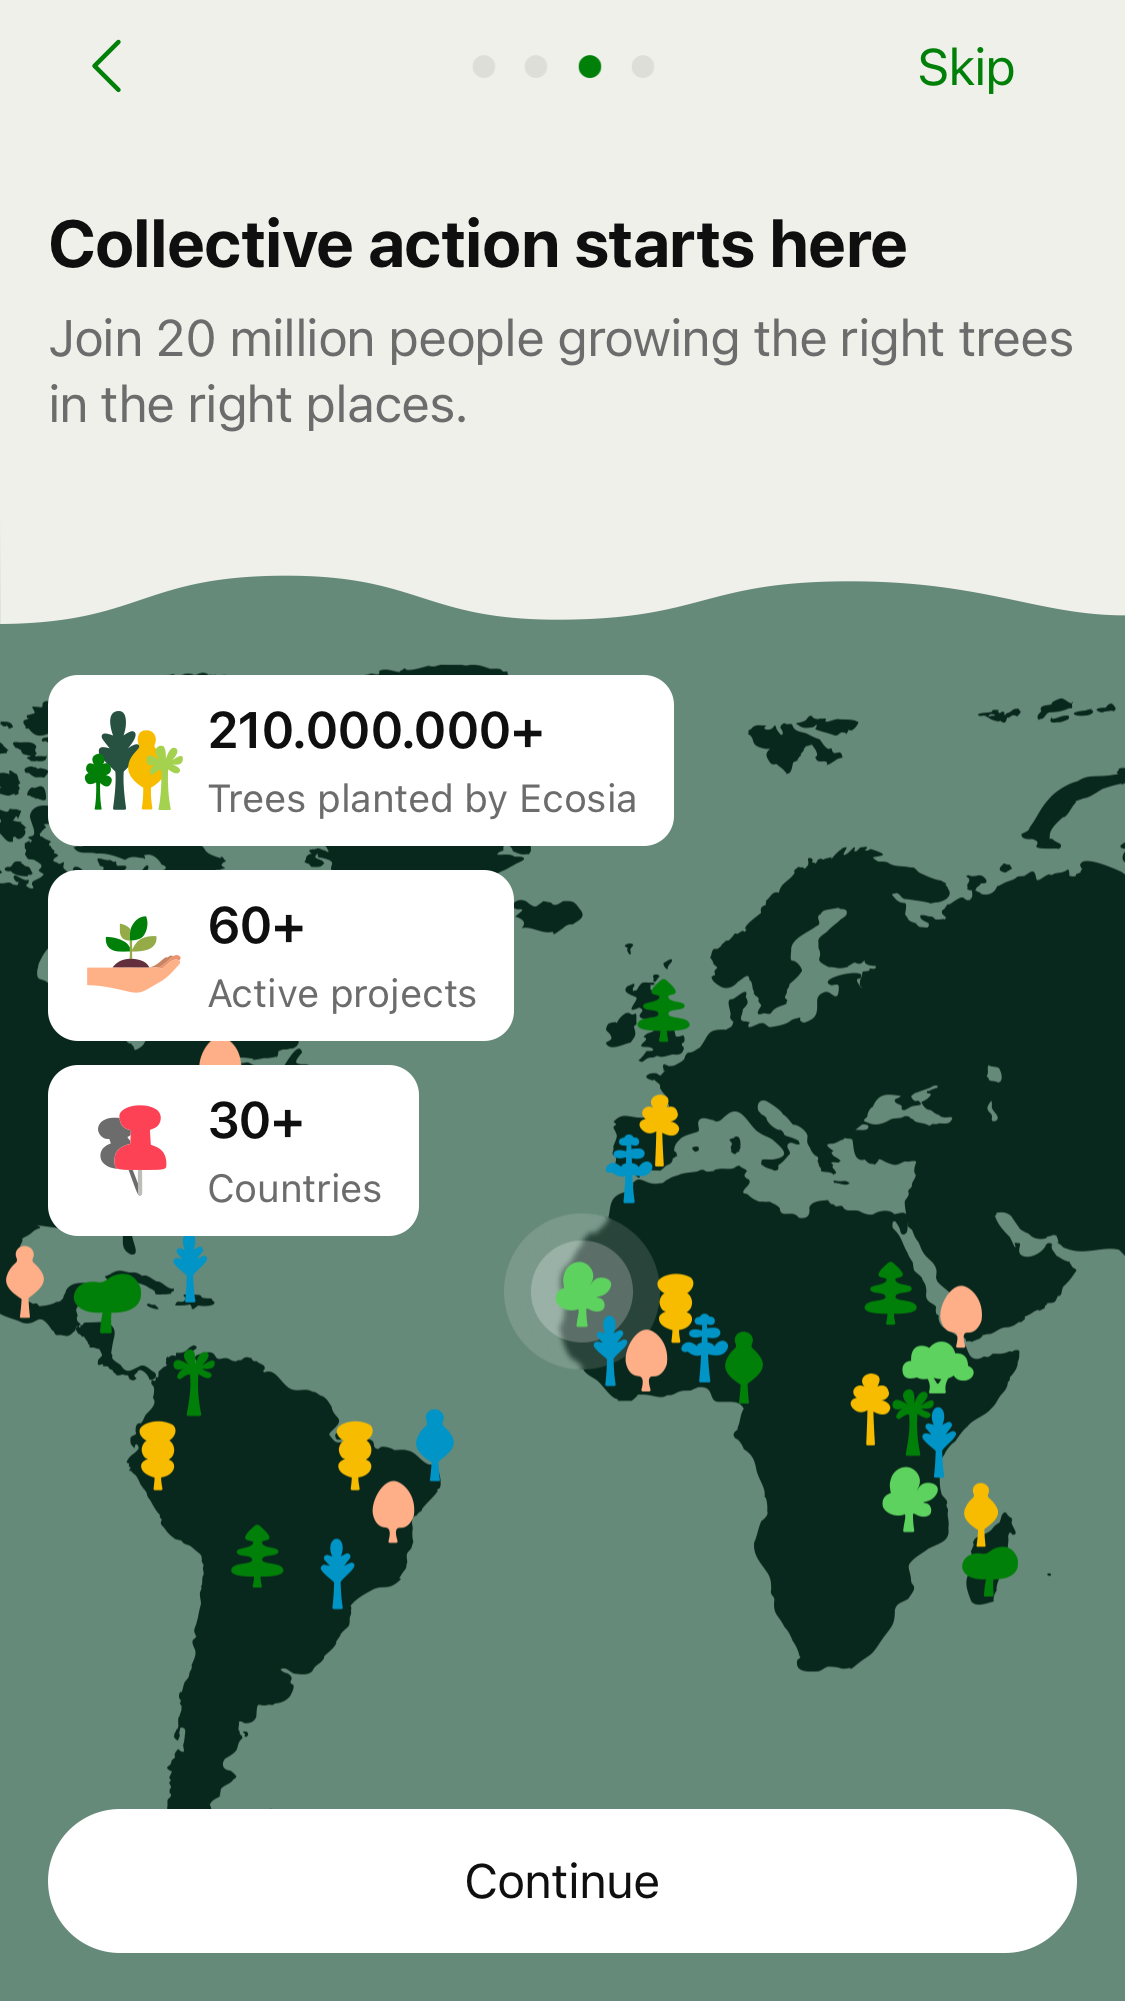 Skip
Collective action starts here
Join 20 million people growing the right trees
in the right places.
210.000.000+
Trees planted by Ecosia
60+
Active projects
30+
Countries
Continue